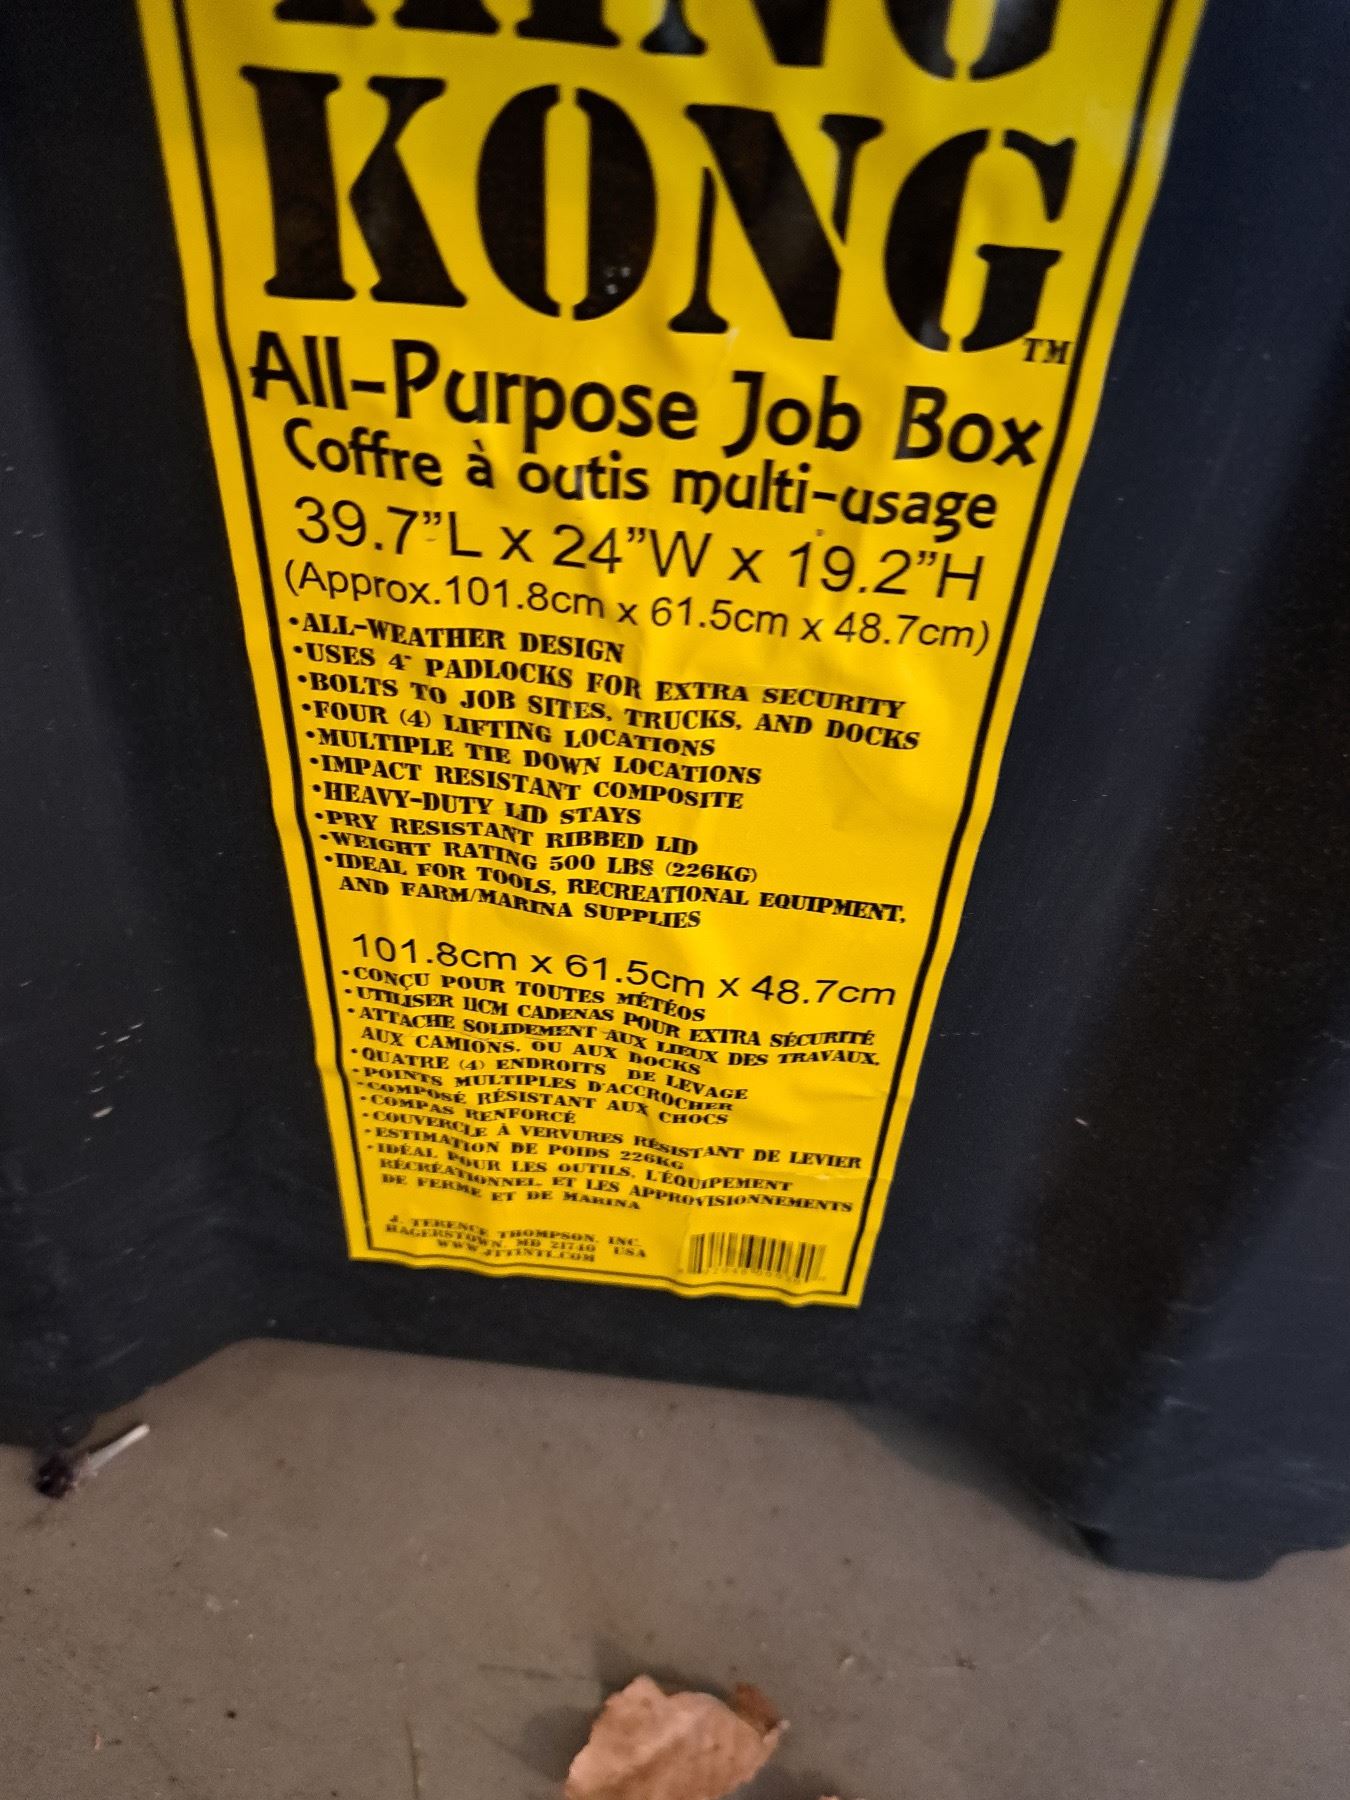 KING
KONG™
All-Purpose Job Box
Coffre à outis multi-usage
39.7”L x 24”W x 19.2”H
(Approx.101.8cm x 61.5cm x 48.7cm)
•ALL-WEATHER DESIGN
•USES 4" PADLOCKS FOR EXTRA SECURITY
•BOLTS TO JOB SITES, TRUCKS, AND DOCKS
•FOUR (4) LIFTING LOCATIONS
•MULTIPLE TIE DOWN LOCATIONS
•IMPACT RESISTANT COMPOSITE
•HEAVY-DUTY LID STAYS
•PRY RESISTANT RIBBED LID
•WEIGHT RATING 500 LBS (226KG)
•IDEAL FOR TOOLS, RECREATIONAL EQUIPMENT,
AND FARM/MARINA SUPPLIES
101.8cm x 61.5cm x 48.7cm
•CONÇU POUR TOUTES MÉTÉOS
•UTILISER 11CM CADENAS POUR EXTRA SÉCURITÉ
•ATTACHE SOLIDEMENT AUX LIEUX DES TRAVAUX,
AUX CAMIONS, OU AUX DOCKS
•QUATRE (4) ENDROITS DE LEVAGE
•POINTS MULTIPLES D'ACCROCHER
•COMPOSÉ RÉSISTANT AUX CHOCS
•COMPAS RENFORCÉ
•COUVERCLE À VERVURES RÉSISTANT DE LEVIER
•ESTIMATION DE POIDS 226KG
•IDÉAL POUR LES OUTILS, L'ÉQUIPEMENT
RÉCRÉATIONNEL, ET LES APPROVISIONNEMENTS
DE FERME ET DE MARINA
J. TERENCE THOMPSON, INC.
HAGERSTOWN, MD 21740 USA
WWW.JTTINTL.COM